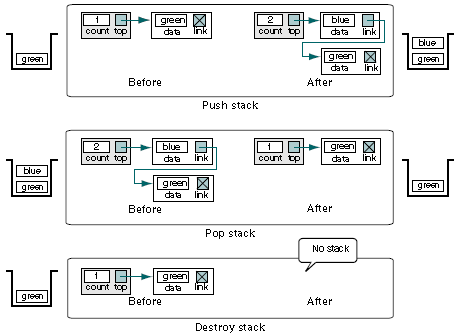 1 green 2 blue
count top data link count top data link
blue
green green green
data link
Before After
Push stack
2 blue 1 green
count top data link count top data link
blue
green green green
data link
Before After
Pop stack
No stack
1 green
count top data link
green
Before After
Destroy stack